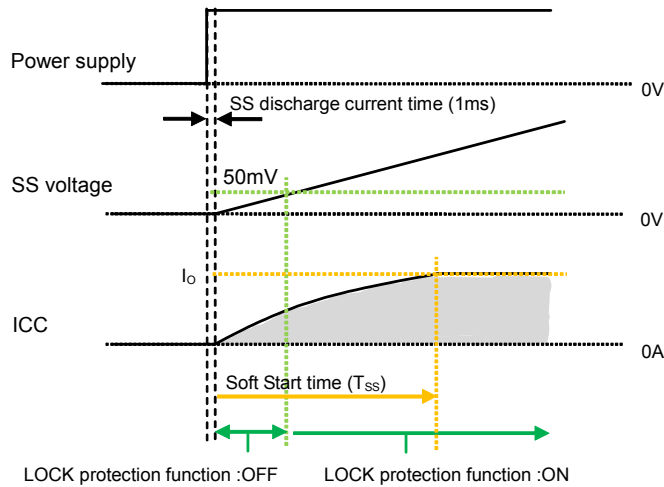 Power supply
0V
SS discharge current time (1ms)
50mV
SS voltage
0V
IO
ICC
0A
Soft Start time (TSS)
LOCK protection function :OFF
LOCK protection function :ON